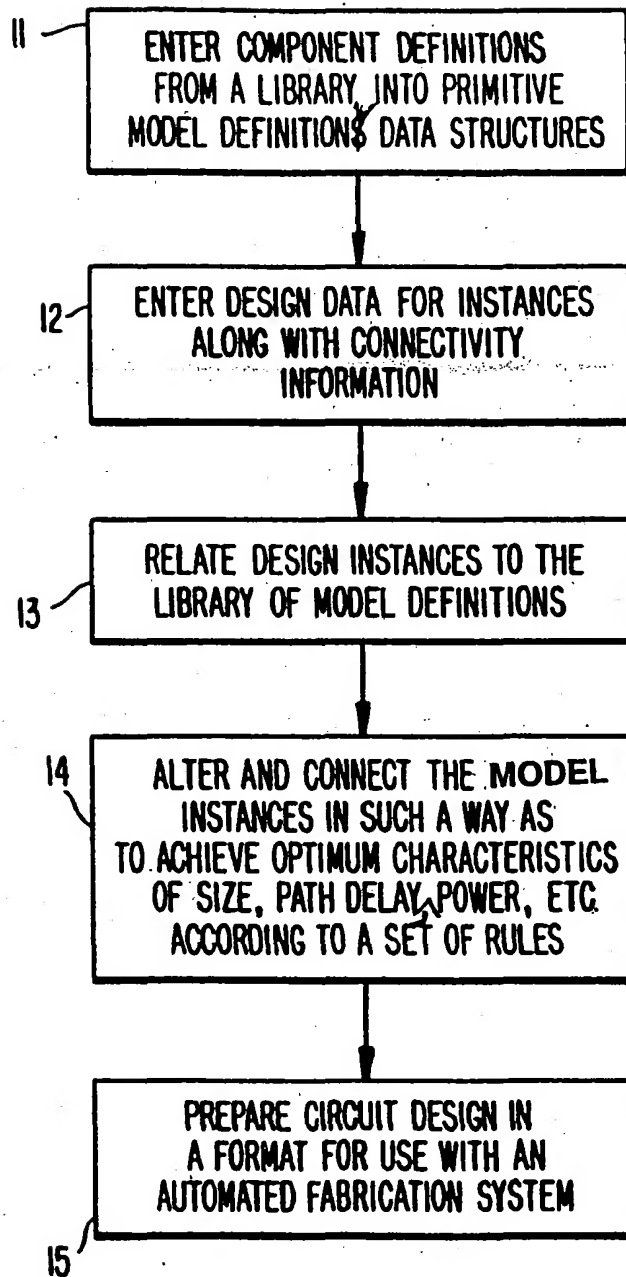 11
ENTER COMPONENT DEFINITIONS
FROM A LIBRARY INTO PRIMITIVE
MODEL DEFINITIONS DATA STRUCTURES
12
ENTER DESIGN DATA FOR INSTANCES
ALONG WITH CONNECTIVITY
INFORMATION
RELATE DESIGN INSTANCES TO THE
LIBRARY OF MODEL DEFINITIONS
13
14
ALTER AND CONNECT THE MODEL
INSTANCES IN SUCH A WAY AS
TO ACHIEVE OPTIMUM CHARACTERISTICS
OF SIZE, PATH DELAY, POWER, ETC.
ACCORDING TO A SET OF RULES
PREPARE CIRCUIT DESIGN IN
A FORMAT FOR USE WITH AN
AUTOMATED FABRICATION SYSTEM
15